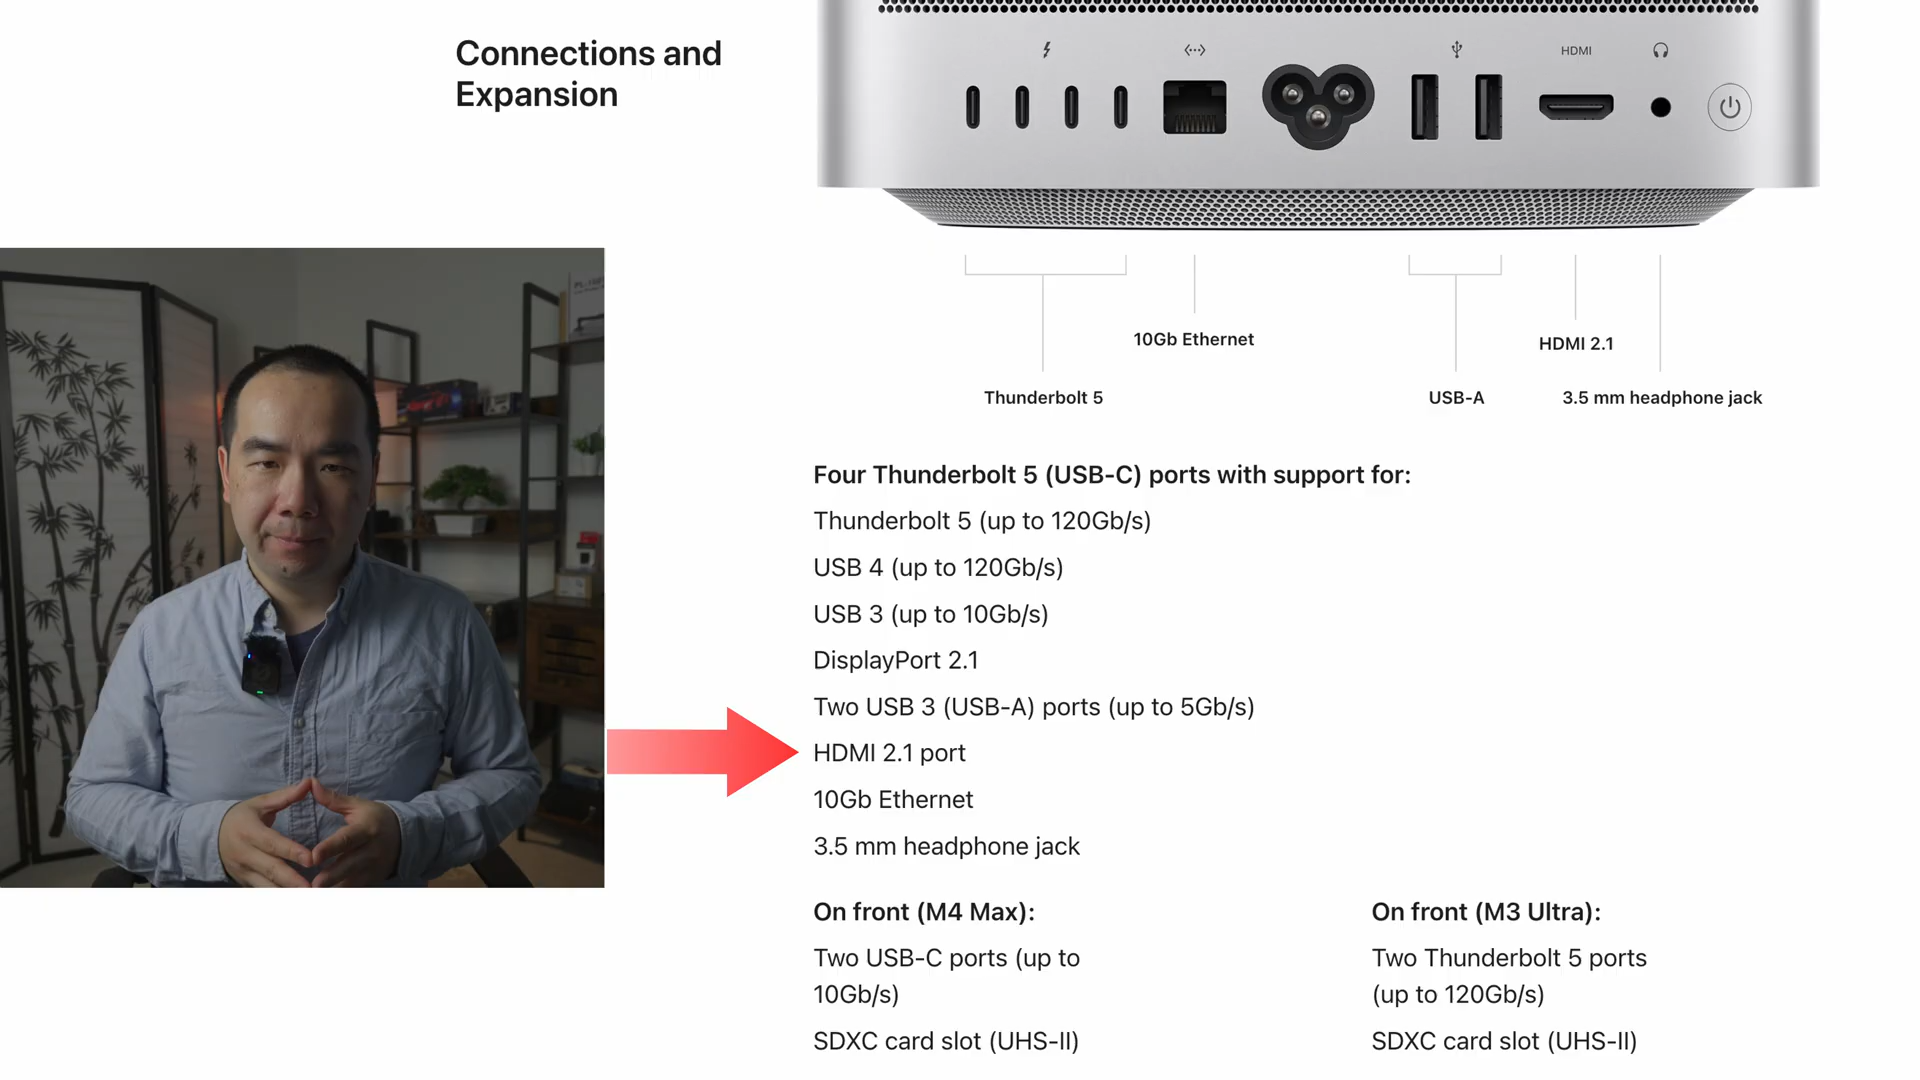 Connections and
Expansion
HDMI
10Gb Ethernet
HDMI 2.1
Thunderbolt 5
USB-A
3.5 mm headphone jack
Four Thunderbolt 5 (USB-C) ports with support for:
Thunderbolt 5 (up to 120Gb/s)
USB 4 (up to 120Gb/s)
USB 3 (up to 10Gb/s)
DisplayPort 2.1
Two USB 3 (USB-A) ports (up to 5Gb/s)
HDMI 2.1 port
10Gb Ethernet
3.5 mm headphone jack
On front (M4 Max):
Two USB-C ports (up to
10Gb/s)
SDXC card slot (UHS-II)
On front (M3 Ultra):
Two Thunderbolt 5 ports
(up to 120Gb/s)
SDXC card slot (UHS-II)